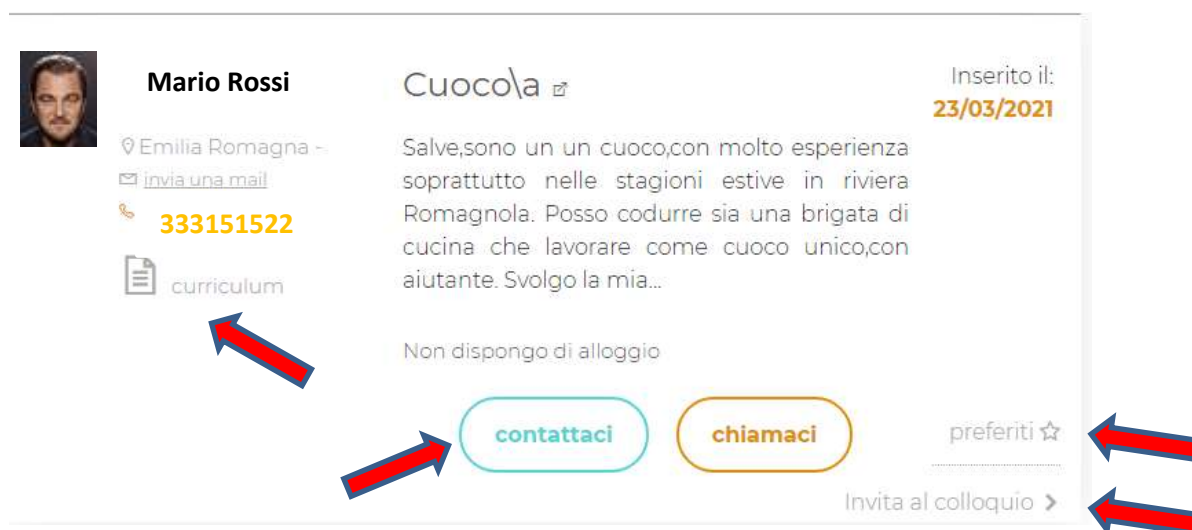 Mario Rossi
Emilia Romagna -
invia una mail
333151522
curriculum
Cuoco\a
Inserito il:
23/03/2021
Salve,sono un un cuoco,con molto esperienza
soprattutto nelle stagioni estive in riviera
Romagnola. Posso codurre sia una brigata di
cucina che lavorare come cuoco unico,con
aiutante. Svolgo la mia...
Non dispongo di alloggio
contattaci
chiamaci
preferiti
Invita al colloquio